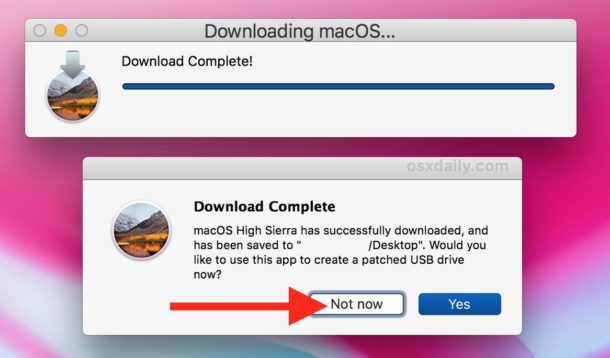 Downloading macOS...
Download Complete!
osxdaily.com
Download Complete
macOS High Sierra has successfully downloaded, and
has been saved to " /Desktop". Would you
like to use this app to create a patched USB drive
now?
Not now
Yes